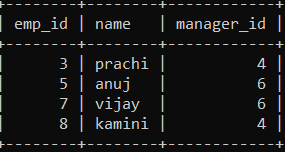 emp_id | name | manager_id |
3 | prachi | 4 |
5 | anuj | 6 |
7 | vijay | 6 |
8 | kamini | 4 |